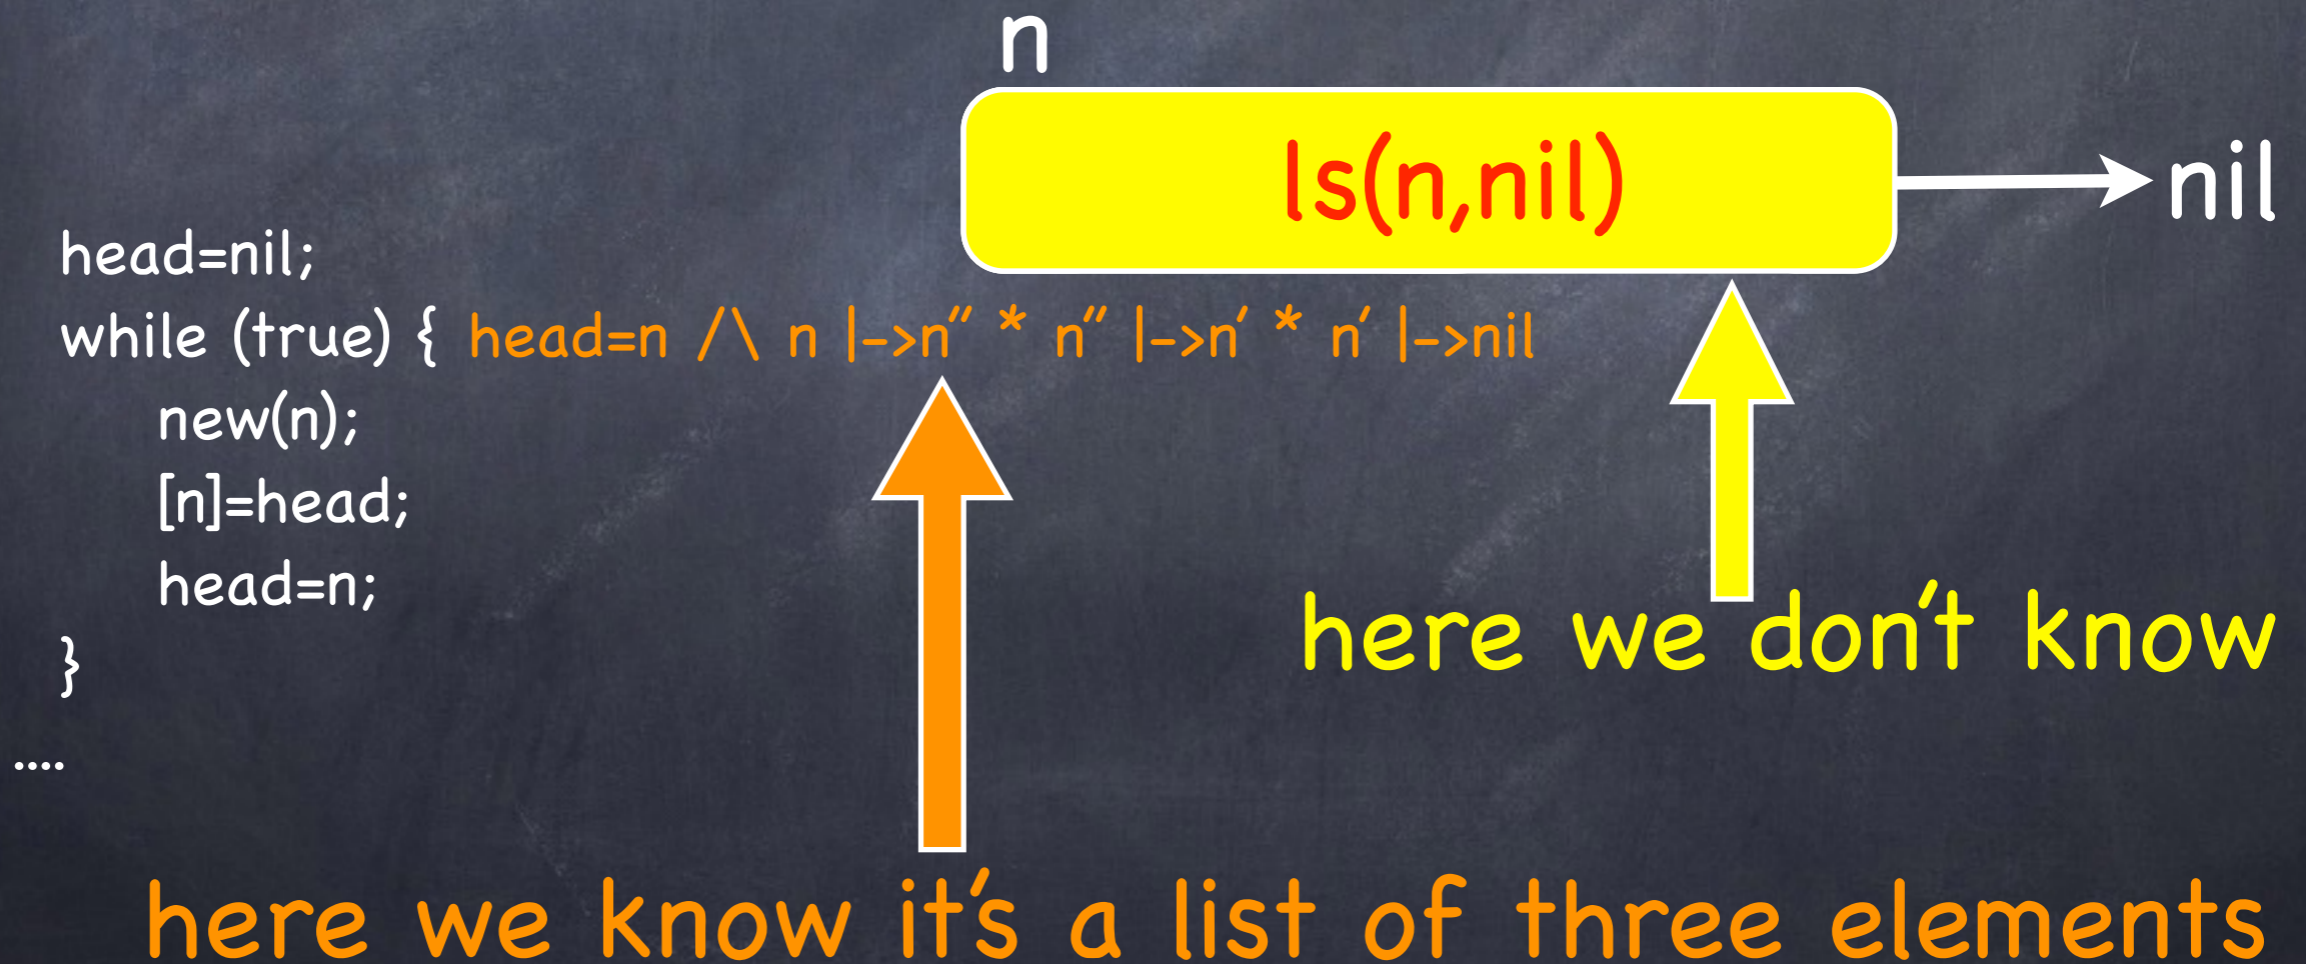 n
ls(n,nil)
nil
head=nil;
while (true) { head=n /\ n |->n″ * n″ |->n′ * n′ |->nil
new(n);
[n]=head;
head=n;
}
....
here we don't know
here we know it's a list of three elements